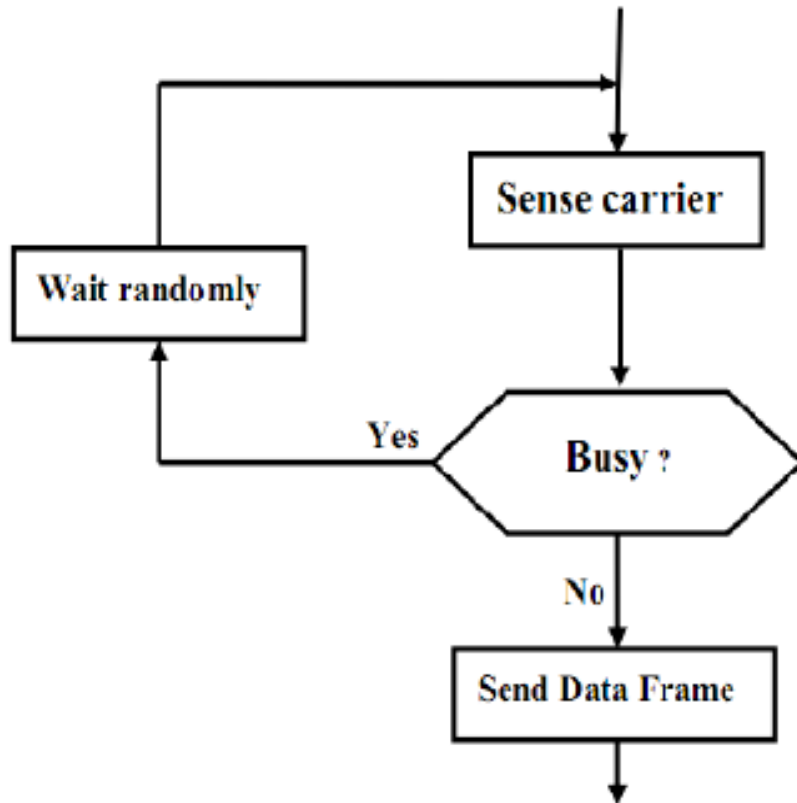 Sense carrier
Wait randomly
Yes
Busy ?
No
Send Data Frame